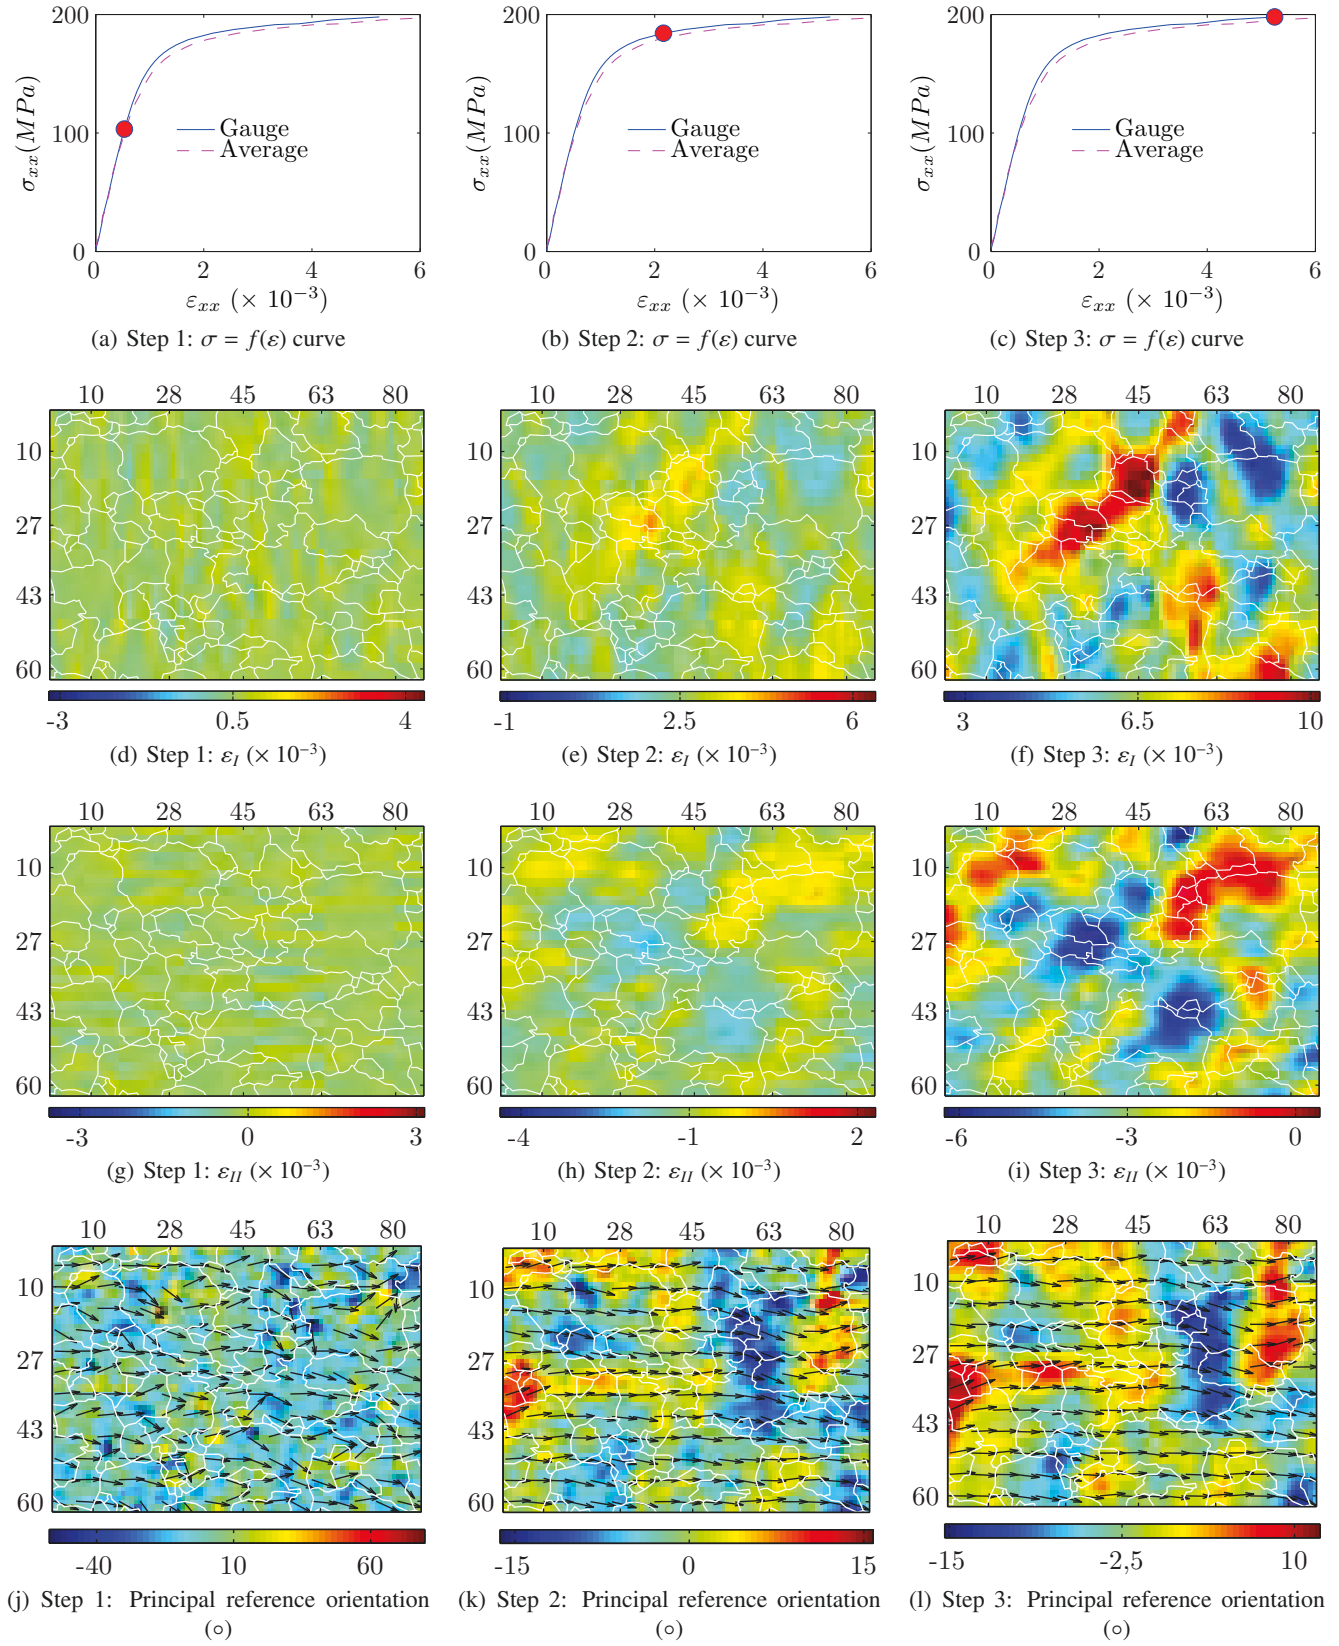 200 200 200
σxx(MPa) σxx(MPa) σxx(MPa)
100 100 100
Gauge Gauge Gauge
Average Average Average
0 0 0
0 2 4 6 0 2 4 6 0 2 4 6
εxx (× 10−3) εxx (× 10−3) εxx (× 10−3)
(a) Step 1: σ = f(ε) curve (b) Step 2: σ = f(ε) curve (c) Step 3: σ = f(ε) curve
10 28 45 63 80 10 28 45 63 80 10 28 45 63 80
10 10 10
27 27 27
43 43 43
60 60 60
-3 0.5 4 -1 2.5 6 3 6.5 10
(d) Step 1: εI (× 10−3) (e) Step 2: εI (× 10−3) (f) Step 3: εI (× 10−3)
10 28 45 63 80 10 28 45 63 80 10 28 45 63 80
10 10 10
27 27 27
43 43 43
60 60 60
-3 0 3 -4 -1 2 -6 -3 0
(g) Step 1: εII (× 10−3) (h) Step 2: εII (× 10−3) (i) Step 3: εII (× 10−3)
10 28 45 63 80 10 28 45 63 80 10 28 45 63 80
10 10 10
27 27 27
43 43 43
60 60 60
-40 10 60 -15 0 15 -15 -2,5 10
(j) Step 1: Principal reference orientation (k) Step 2: Principal reference orientation (l) Step 3: Principal reference orientation
(○) (○) (○)